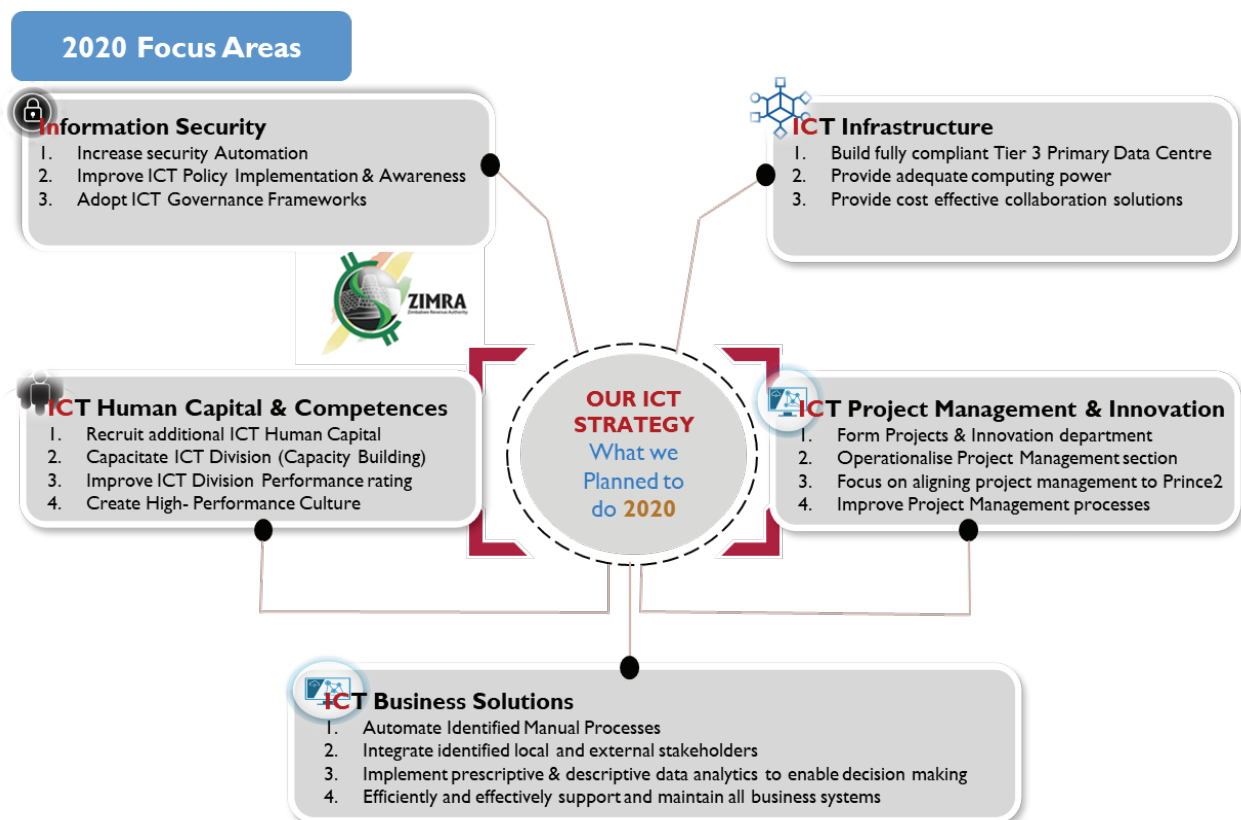 2020 Focus Areas
Information Security
1. Increase security Automation
2. Improve ICT Policy Implementation & Awareness
3. Adopt ICT Governance Frameworks
ICT Infrastructure
1. Build fully compliant Tier 3 Primary Data Centre
2. Provide adequate computing power
3. Provide cost effective collaboration solutions
ZIMRA
Zimbabwe Revenue Authority
OUR ICT
STRATEGY
What we
Planned to
do 2020
ICT Human Capital & Competences
1. Recruit additional ICT Human Capital
2. Capacitate ICT Division (Capacity Building)
3. Improve ICT Division Performance rating
4. Create High- Performance Culture
ICT Project Management & Innovation
1. Form Projects & Innovation department
2. Operationalise Project Management section
3. Focus on aligning project management to Prince2
4. Improve Project Management processes
ICT Business Solutions
1. Automate Identified Manual Processes
2. Integrate identified local and external stakeholders
3. Implement prescriptive & descriptive data analytics to enable decision making
4. Efficiently and effectively support and maintain all business systems